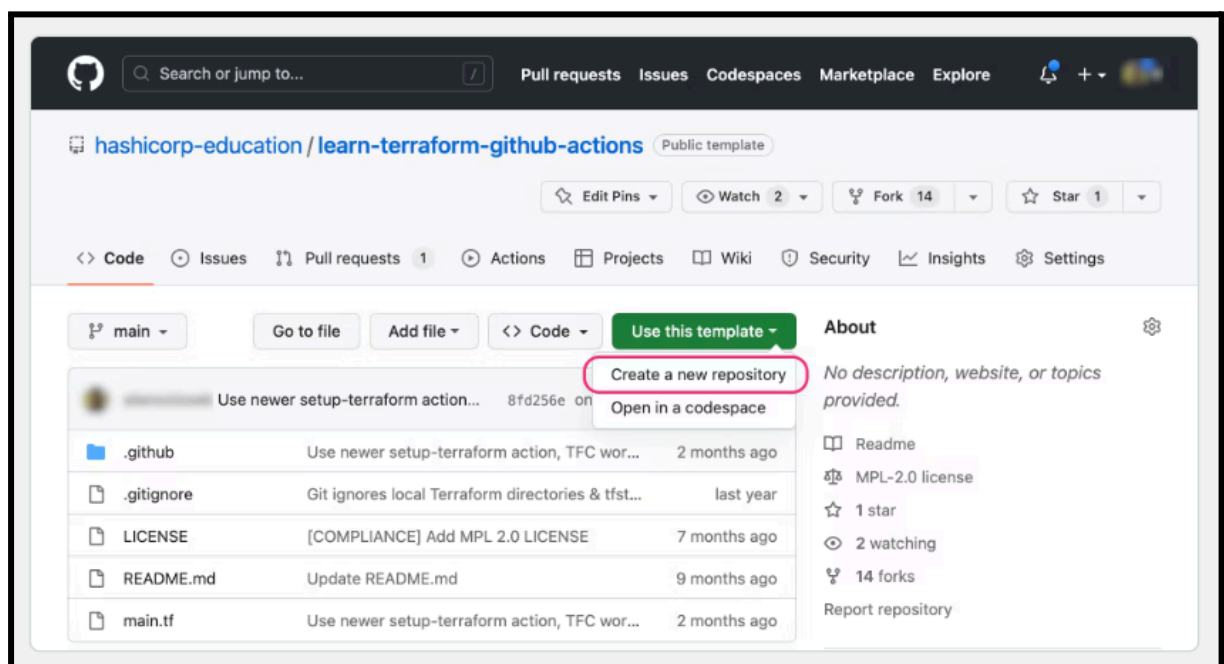 Search or jump to... / Pull requests Issues Codespaces Marketplace Explore
hashicorp-education / learn-terraform-github-actions Public template
Edit Pins Watch 2 Fork 14 Star 1
<> Code Issues Pull requests 1 Actions Projects Wiki Security Insights Settings
main Go to file Add file <> Code Use this template
Create a new repository
Open in a codespace
Use newer setup-terraform action... 8fd256e on
.github Use newer setup-terraform action, TFC wor... 2 months ago
.gitignore Git ignores local Terraform directories & tfst... last year
LICENSE [COMPLIANCE] Add MPL 2.0 LICENSE 7 months ago
README.md Update README.md 9 months ago
main.tf Use newer setup-terraform action, TFC wor... 2 months ago
About
No description, website, or topics
provided.
Readme
MPL-2.0 license
1 star
2 watching
14 forks
Report repository